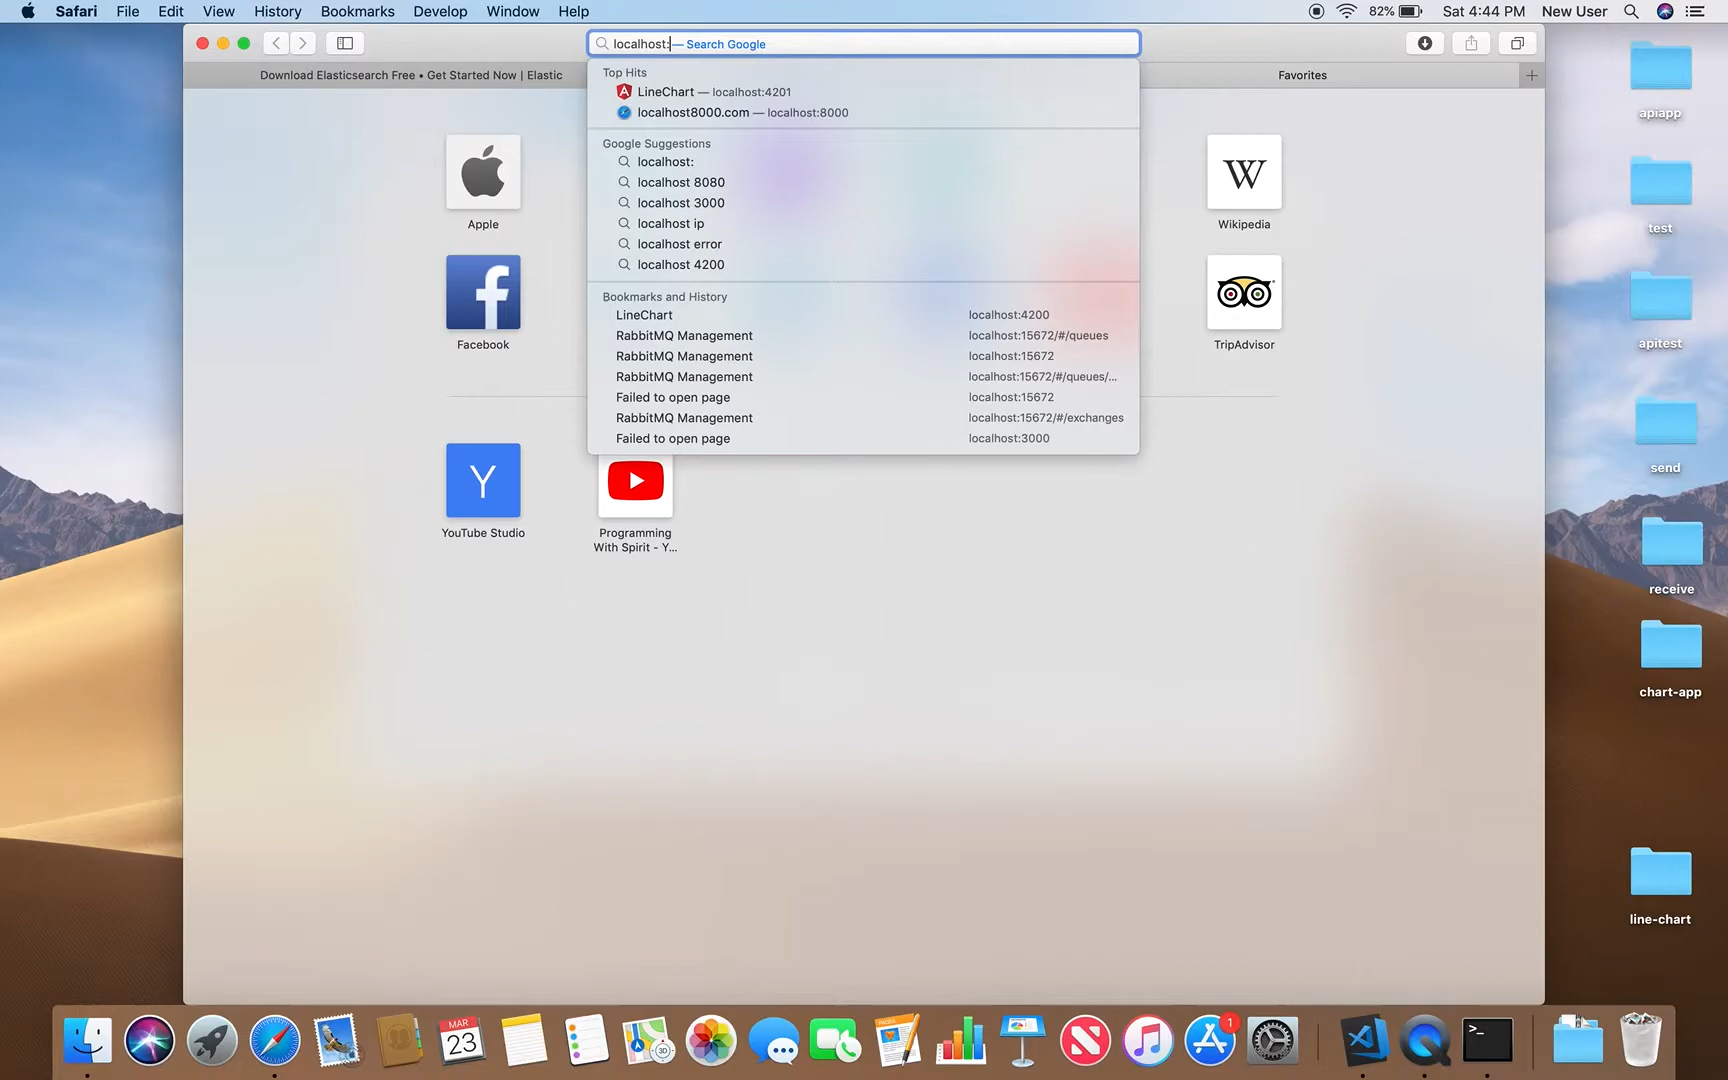 Safari File Edit View History Bookmarks Develop Window Help
82% Sat 4:44 PM New User
localhost: — Search Google
Download Elasticsearch Free • Get Started Now | Elastic
Favorites
Top Hits
LineChart — localhost:4201
localhost8000.com — localhost:8000
Google Suggestions
localhost:
localhost 8080
localhost 3000
localhost ip
localhost error
localhost 4200
Bookmarks and History
LineChart localhost:4200
RabbitMQ Management localhost:15672/#/queues
RabbitMQ Management localhost:15672
RabbitMQ Management localhost:15672/#/queues/...
Failed to open page localhost:15672
RabbitMQ Management localhost:15672/#/exchanges
Failed to open page localhost:3000
Apple
W
Wikipedia
Facebook
TripAdvisor
Y
YouTube Studio
Programming
With Spirit - Y...
apiapp
test
apitest
send
receive
chart-app
line-chart
MAR
23
3D
PAGES
1
>_